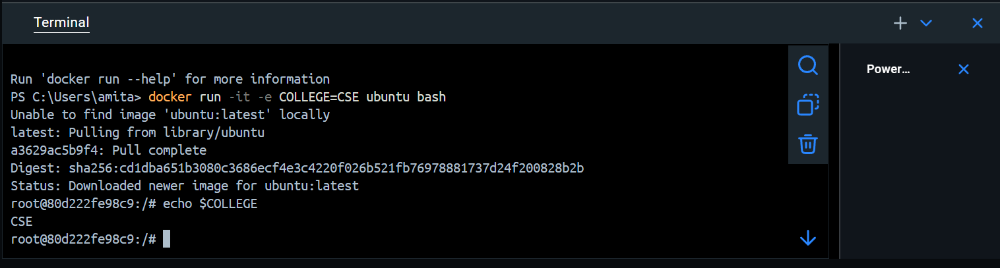 Terminal
Power...
Run 'docker run --help' for more information
PS C:\Users\amita> docker run -it -e COLLEGE=CSE ubuntu bash
Unable to find image 'ubuntu:latest' locally
latest: Pulling from library/ubuntu
a3629ac5b9f4: Pull complete
Digest: sha256:cd1dba651b3080c3686ecf4e3c4220f026b521fb76978881737d24f200828b2b
Status: Downloaded newer image for ubuntu:latest
root@80d222fe98c9:/# echo $COLLEGE
CSE
root@80d222fe98c9:/#